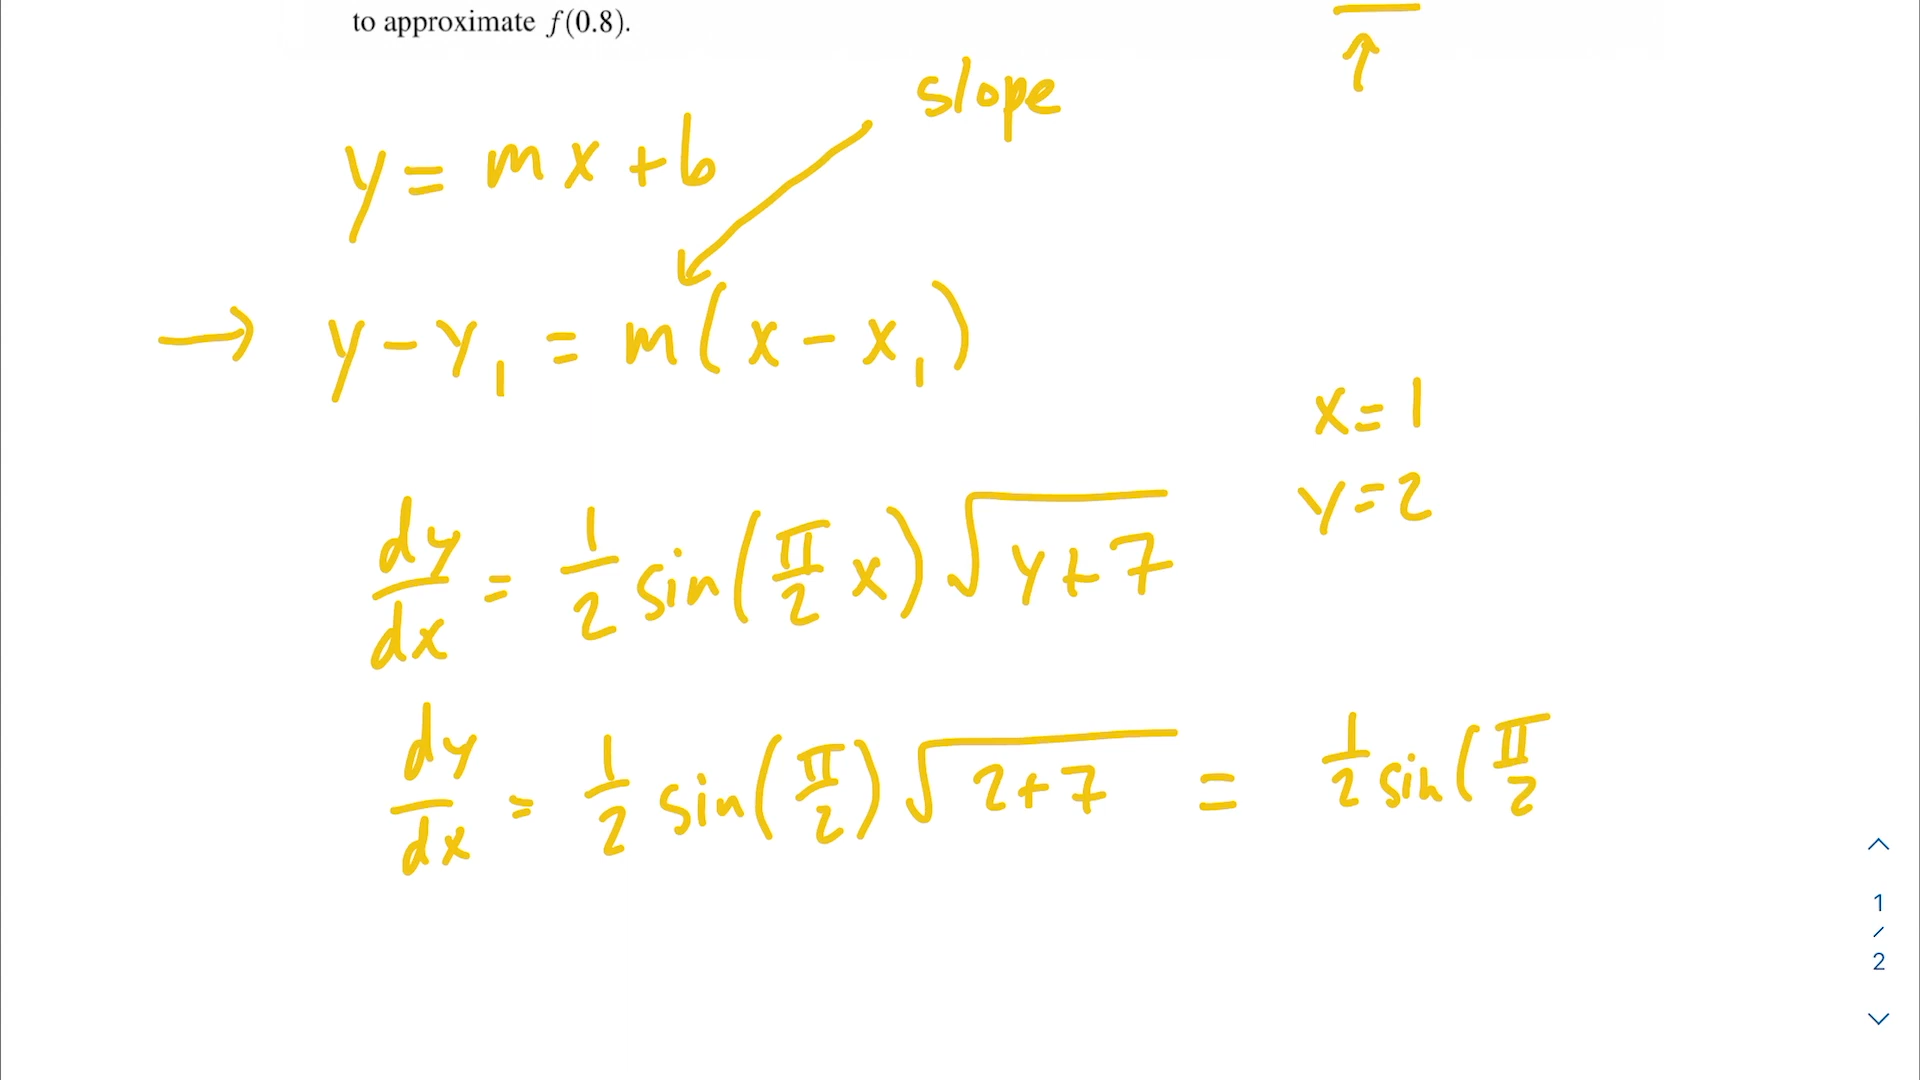 to approximate f(0.8).
slope
y = mx + b
→ y - y₁ = m(x - x₁)
x = 1
y = 2
dy/dx = 1/2 sin(π/2 x) √(y+7)
dy/dx = 1/2 sin(π/2) √(2+7) = 1/2 sin(π/2
1
/
2